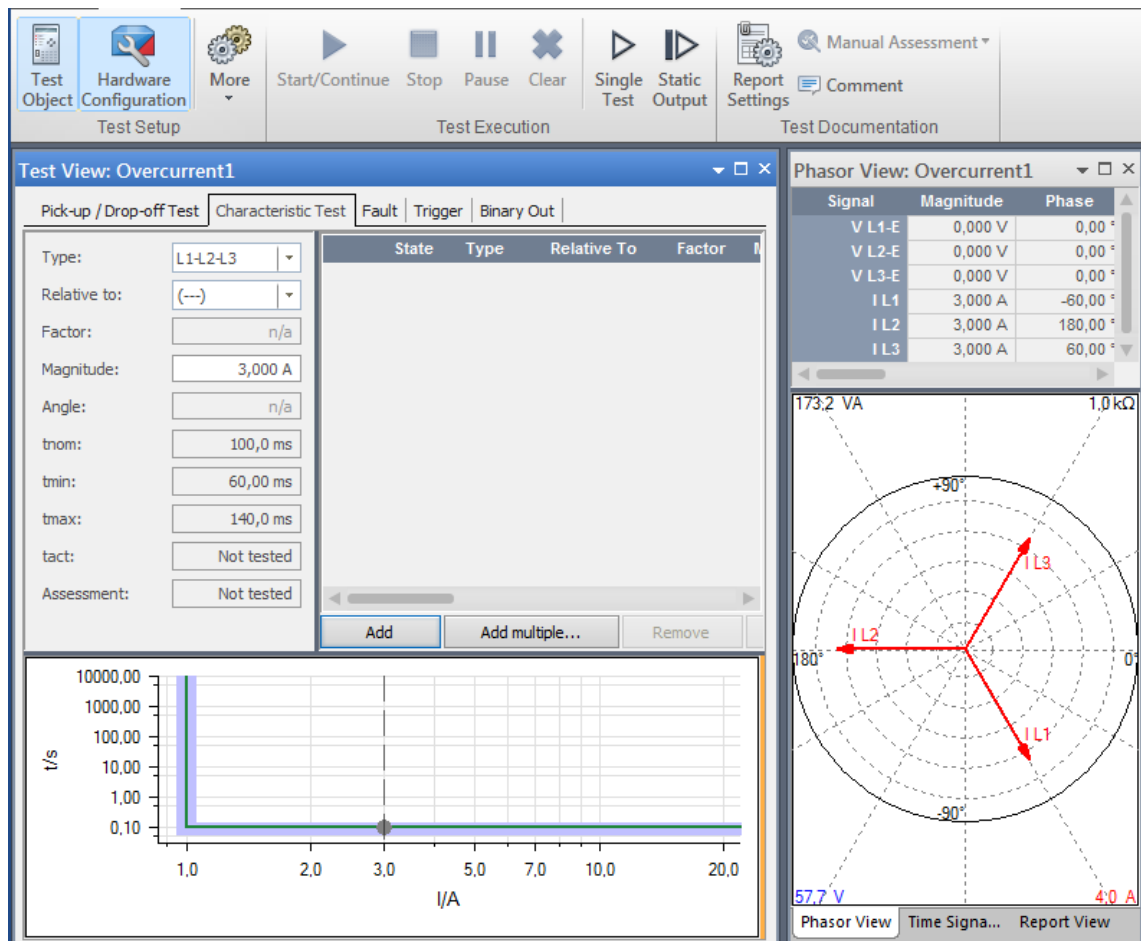 Test Object
Hardware Configuration
More
Start/Continue
Stop
Pause
Clear
Single Test
Static Output
Report Settings
Manual Assessment
Comment
Test Setup
Test Execution
Test Documentation
Test View: Overcurrent1
Pick-up / Drop-off Test
Characteristic Test
Fault
Trigger
Binary Out
Type: L1-L2-L3
Relative to: (---)
Factor: n/a
Magnitude: 3,000 A
Angle: n/a
tnom: 100,0 ms
tmin: 60,00 ms
tmax: 140,0 ms
tact: Not tested
Assessment: Not tested
State Type Relative To Factor
Add
Add multiple...
Remove
10000,00
1000,00
100,00
10,00
1,00
0,10
t/s
1,0 2,0 3,0 5,0 7,0 10,0 20,0
I/A
Phasor View: Overcurrent1
Signal Magnitude Phase
V L1-E 0,000 V 0,00 °
V L2-E 0,000 V 0,00 °
V L3-E 0,000 V 0,00 °
I L1 3,000 A -60,00 °
I L2 3,000 A 180,00 °
I L3 3,000 A 60,00 °
173,2 VA 1,0 kΩ
+90°
I L3
I L2
180° 0°
I L1
-90°
57,7 V 4,0 A
Phasor View
Time Signa...
Report View